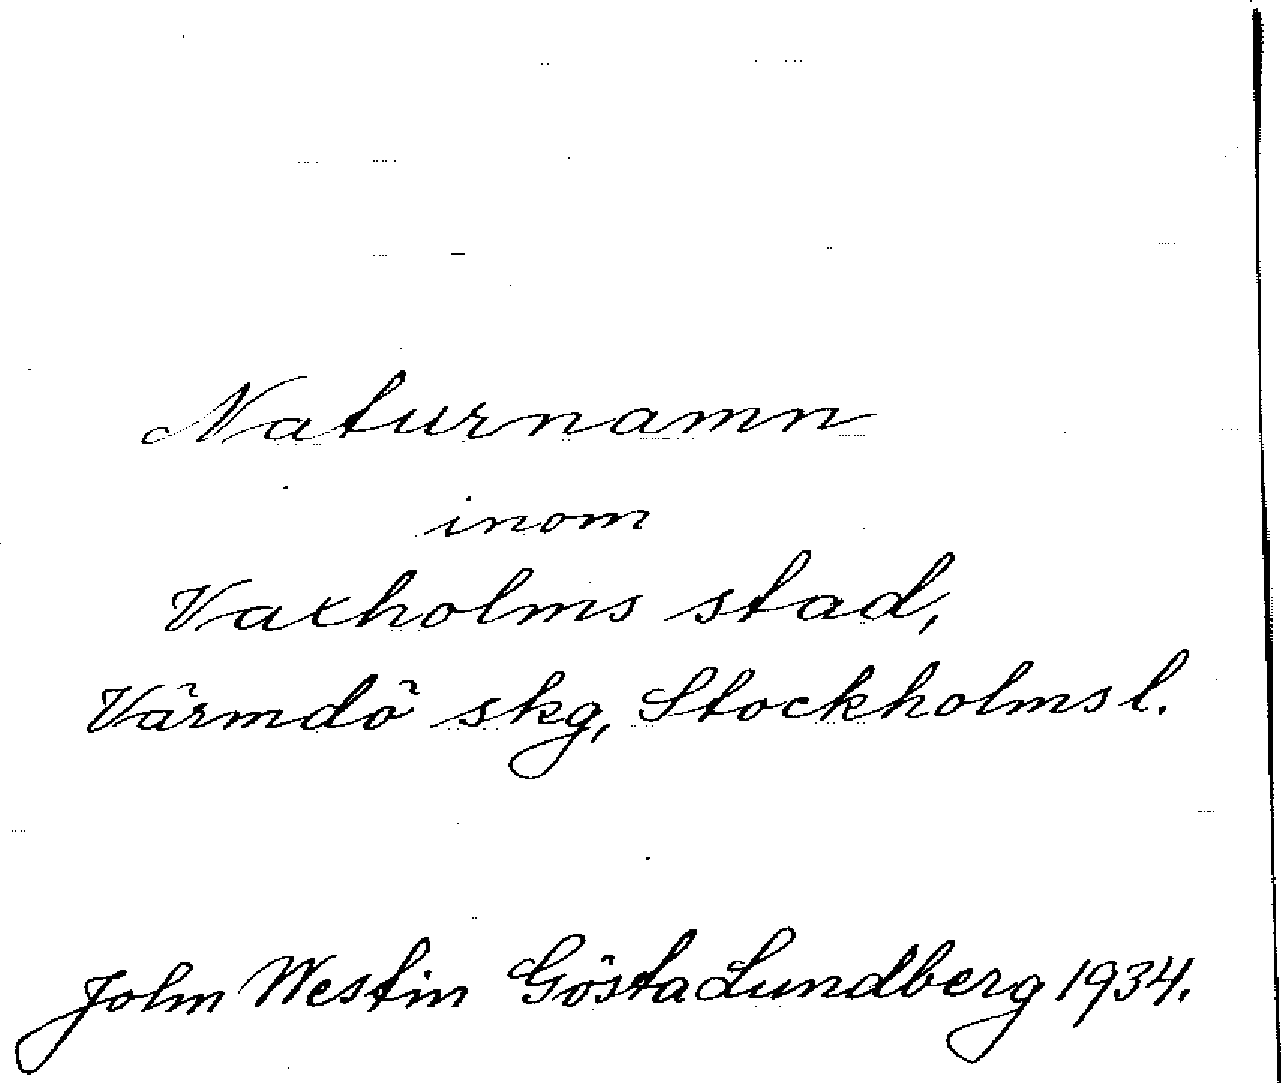 Naturnamn
inom
Vaxholms stad,
Värmdö skg, Stockholms l.
John Westin Gösta Lundberg 1934.